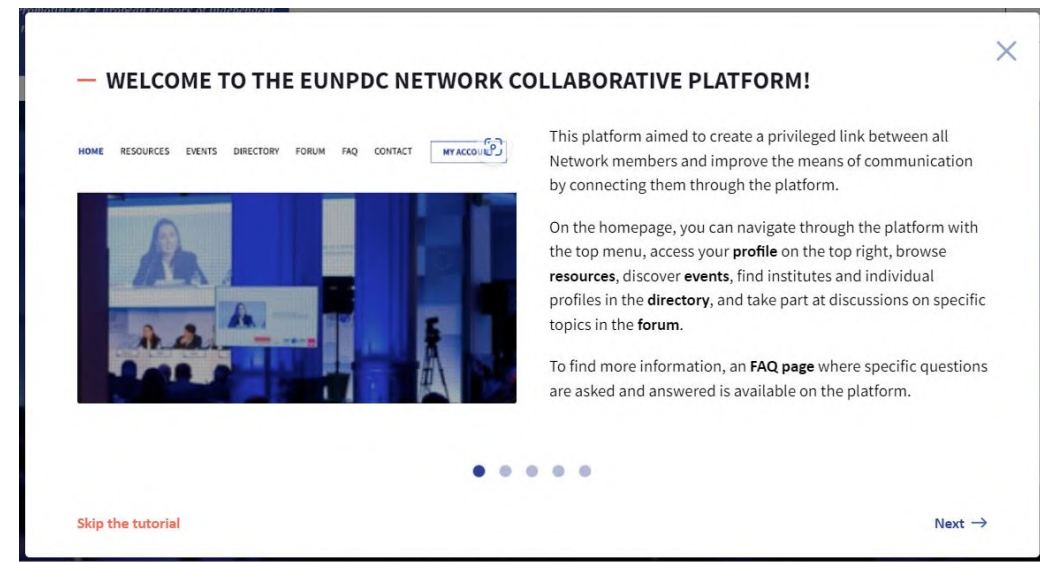 WELCOME TO THE EUNPDC NETWORK COLLABORATIVE PLATFORM!
HOME RESOURCES EVENTS DIRECTORY FORUM FAQ CONTACT MY ACCOU
This platform aimed to create a privileged link between all
Network members and improve the means of communication
by connecting them through the platform.
On the homepage, you can navigate through the platform with
the top menu, access your profile on the top right, browse
resources, discover events, find institutes and individual
profiles in the directory, and take part at discussions on specific
topics in the forum.
To find more information, an FAQ page where specific questions
are asked and answered is available on the platform.
Skip the tutorial
Next →